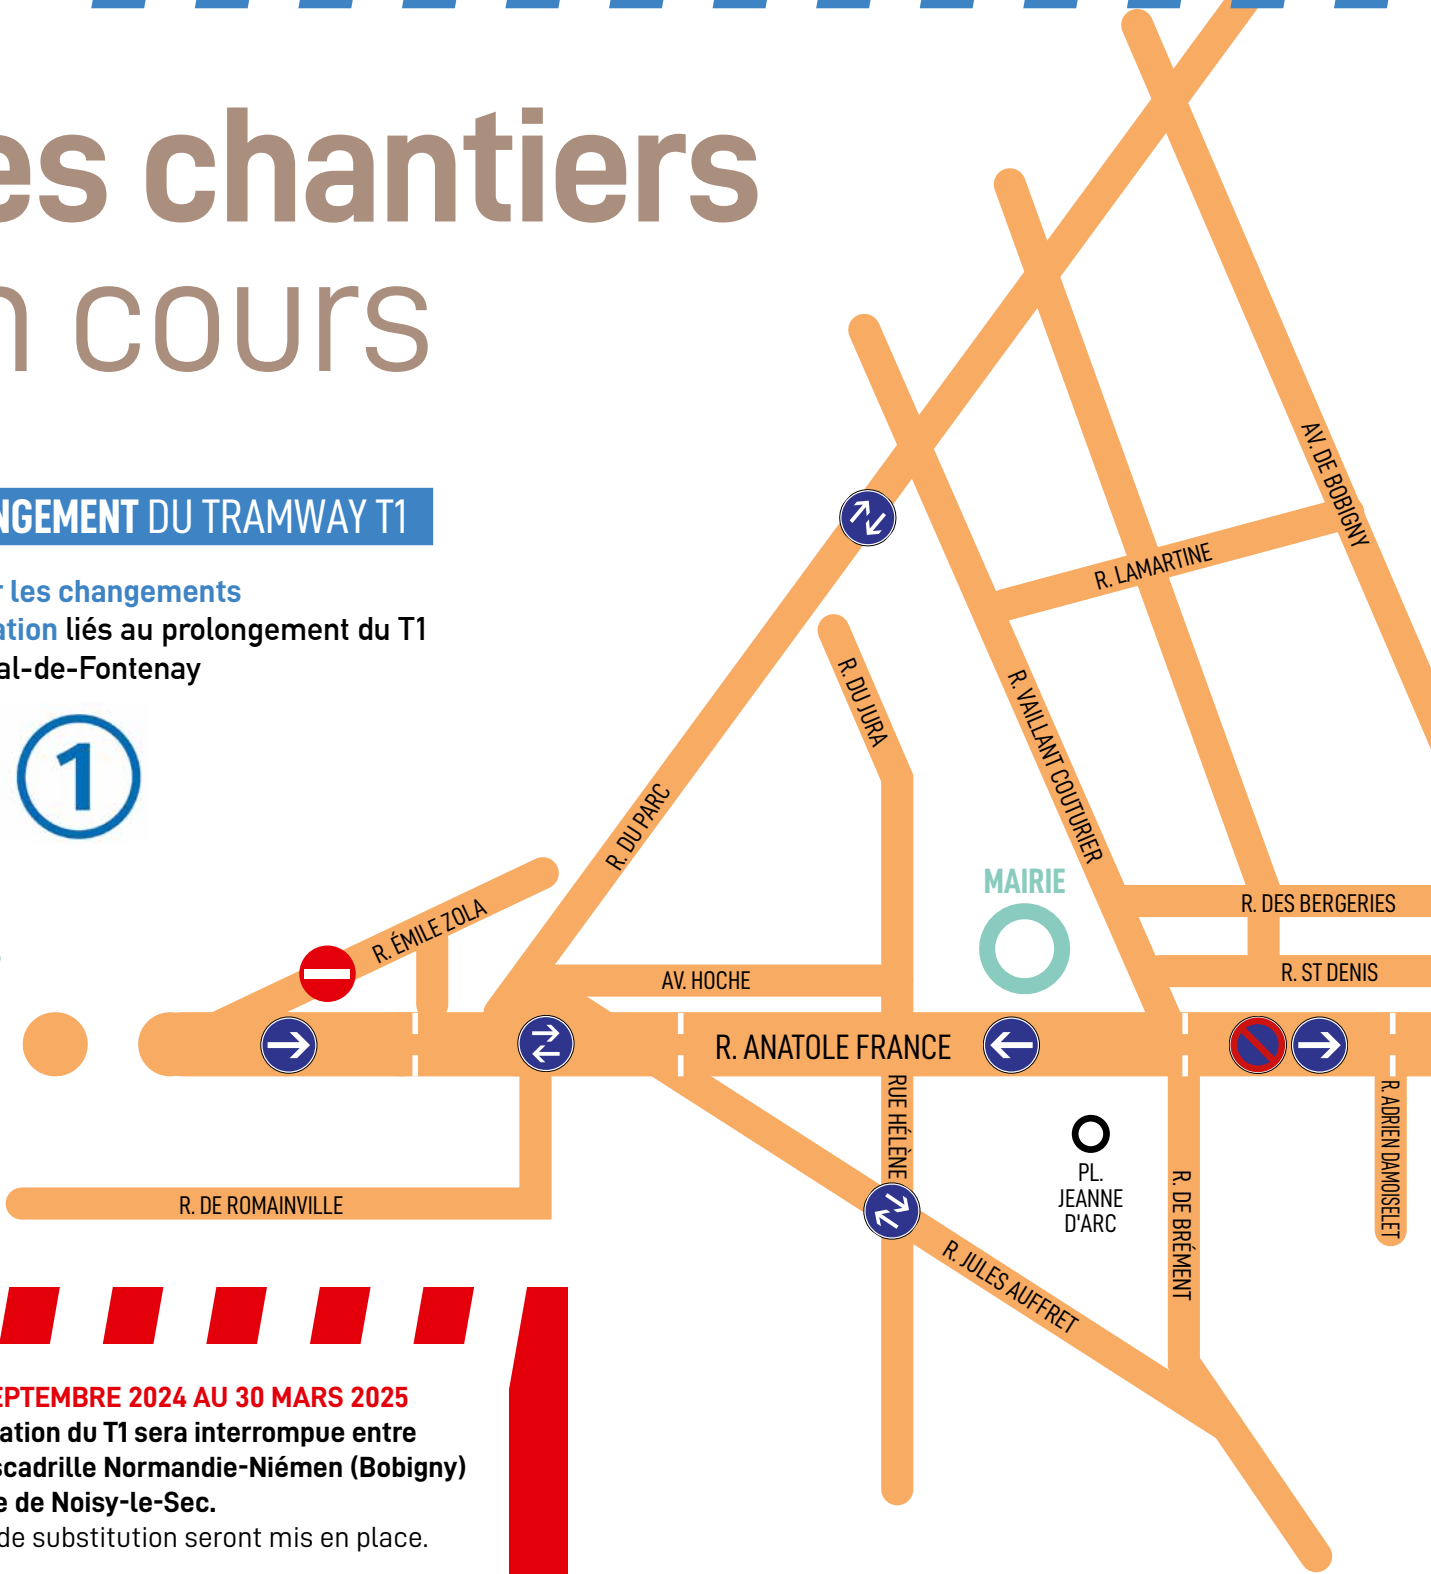 es chantiers
n cours
NGEMENT DU TRAMWAY T1
r les changements
ation liés au prolongement du T1
al-de-Fontenay
1
AV. DE BOBIGNY
R. LAMARTINE
R. DU JURA
R. VAILLANT COUTURIER
R. DU PARC
MAIRIE
R. DES BERGERIES
R. ÉMILE ZOLA
AV. HOCHE
R. ST DENIS
R. ANATOLE FRANCE
RUE HÉLÈNE
R. ADRIEN DAMOISELET
PL.
JEANNE
D'ARC
R. DE BRÉMENT
R. DE ROMAINVILLE
R. JULES AUFFRET
EPTEMBRE 2024 AU 30 MARS 2025
ation du T1 sera interrompue entre
scadrille Normandie-Niémen (Bobigny)
e de Noisy-le-Sec.
de substitution seront mis en place.